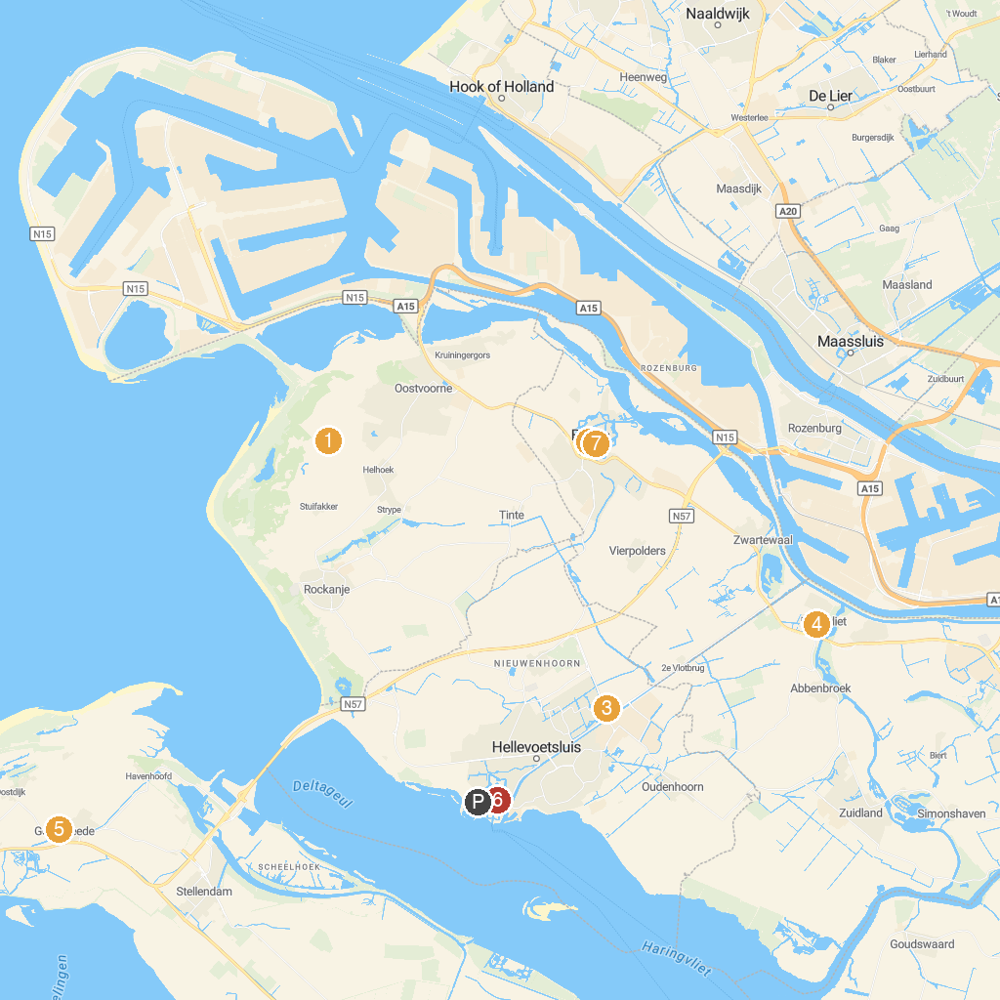 Naaldwijk
't Woudt
Lierhand
Blaker
Heenweg
Hook of Holland
De Lier
Oostbuurt
Westerlee
Burgersdijk
Maasdijk
A20
Gaag
N15
N15
N15
A15
A15
Maasland
Maassluis
Kruiningergors
ROZENBURG
Zuidbuurt
Oostvoorne
Rozenburg
1
7
N15
Helhoek
A15
Stuifakker
Strype
Tinte
N57
Zwartewaal
Vierpolders
Rockanje
4
liet
NIEUWENHOORN
2e Vlotbrug
Abbenbroek
N57
3
Hellevoetsluis
Biert
Havenhoofd
Deltageul
Oudenhoorn
P
6
Zuidland
Simonshaven
5
eede
SCHEELHOEK
Stellendam
Haringvliet
Goudswaard